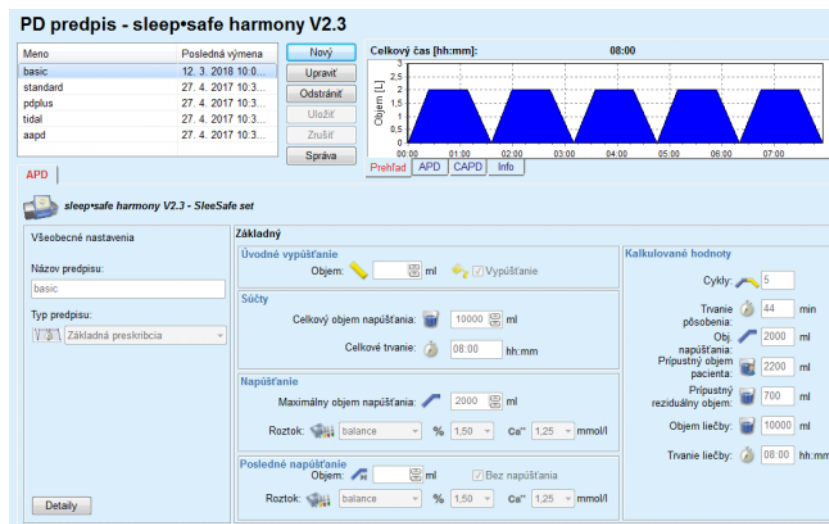 PD predpis - sleep•safe harmony V2.3
Meno Posledná výmena
basic 12. 3. 2018 10:0...
standard 27. 4. 2017 10:3...
pdplus 27. 4. 2017 10:3...
tidal 27. 4. 2017 10:3...
aapd 27. 4. 2017 10:3...
Nový
Upraviť
Odstrániť
Uložiť
Zrušiť
Správa
Celkový čas [hh:mm]: 08:00
Objem [L]
3
2,5
2
1,5
1
0,5
0
00:00 01:00 02:00 03:00 04:00 05:00 06:00 07:00
Prehľad APD CAPD Info
APD
sleep•safe harmony V2.3 - SleeSafe set
Všeobecné nastavenia
Názov predpisu:
basic
Typ predpisu:
Základná preskribcia
Detaily
Základný
Úvodné vypúšťanie
Objem: ml Vypúšťanie
Súčty
Celkový objem napúšťania: 10000 ml
Celkové trvanie: 08:00 hh:mm
Napúšťanie
Maximálny objem napúšťania: 2000 ml
Roztok: balance % 1,50 Ca++ 1,25 mmol/l
Posledné napúšťanie
Objem: ml Bez napúšťania
Roztok: balance % 1,50 Ca++ 1,25 mmol/l
Kalkulované hodnoty
Cykly: 5
Trvanie pôsobenia: 44 min
Obj. napúšťania: 2000 ml
Prípustný objem pacienta: 2200 ml
Prípustný reziduálny objem: 700 ml
Objem liečby: 10000 ml
Trvanie liečby: 08:00 hh:mm